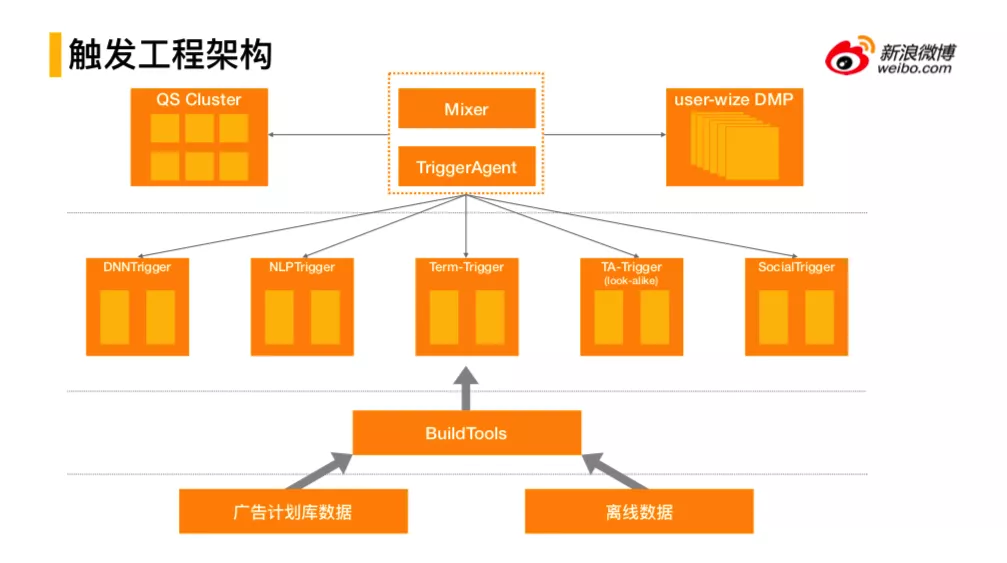 触发工程架构
新浪微博
weibo.com
QS Cluster
Mixer
TriggerAgent
user-wize DMP
DNNTrigger
NLPTrigger
Term-Trigger
TA-Trigger
(look-alike)
SocialTrigger
BuildTools
广告计划库数据
离线数据